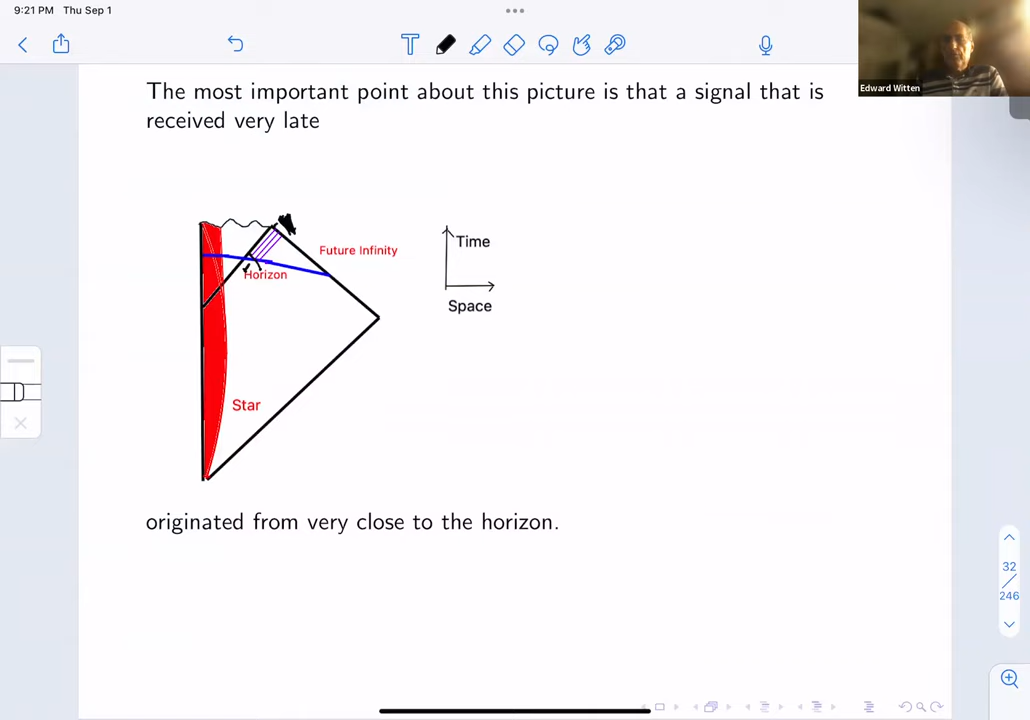 9:21 PM Thu Sep 1
Edward Witten
The most important point about this picture is that a signal that is
received very late
Future Infinity
Horizon
Time
Space
Star
originated from very close to the horizon.
32
246